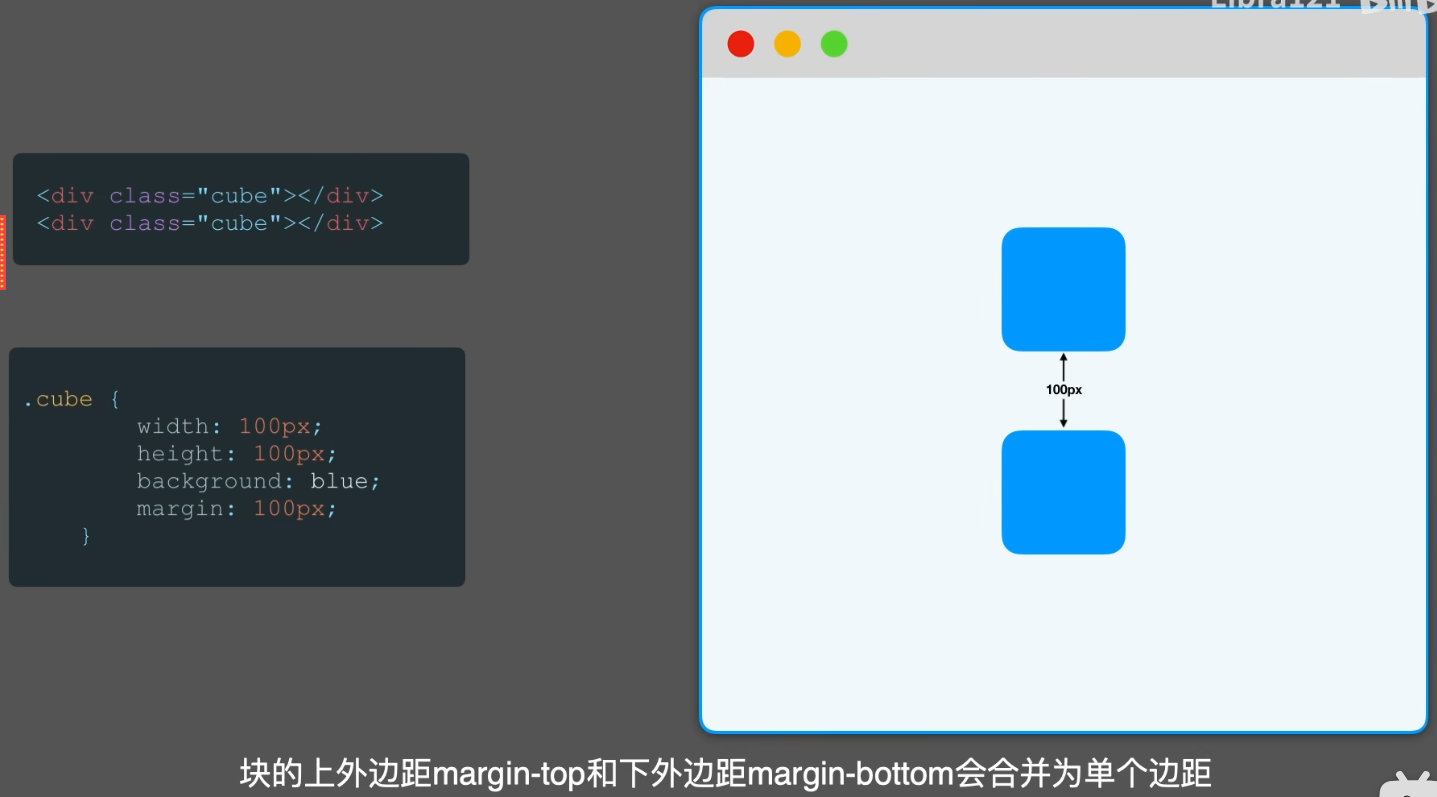 Libra121
<div class="cube"></div>
<div class="cube"></div>
.cube {
width: 100px;
height: 100px;
background: blue;
margin: 100px;
}
100px
块的上外边距margin-top和下外边距margin-bottom会合并为单个边距